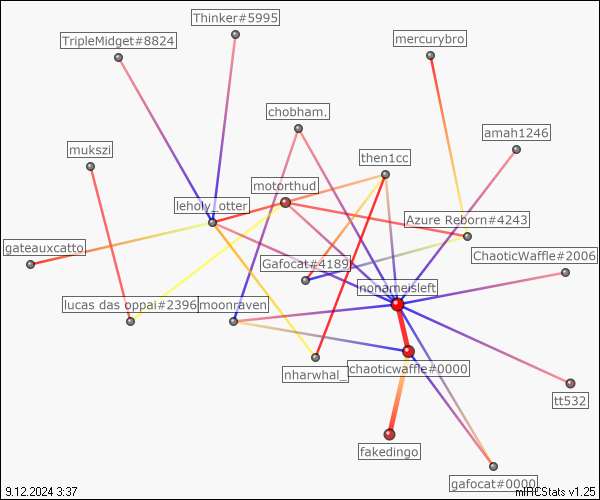 Thinker#5995
TripleMidget#8824
mercurybro
chobham.
amah1246
mukszi
then1cc
motorthud
leholy_otter
Azure Reborn#4243
gateauxcatto
ChaoticWaffle#2006
Gafocat#4189
nonameisleft
lucas das oppai#2396
moonraven
chaoticwaffle#0000
nharwhal_
tt532
fakedingo
gafocat#0000
9.12.2024 3:37
mIRCStats v1.25